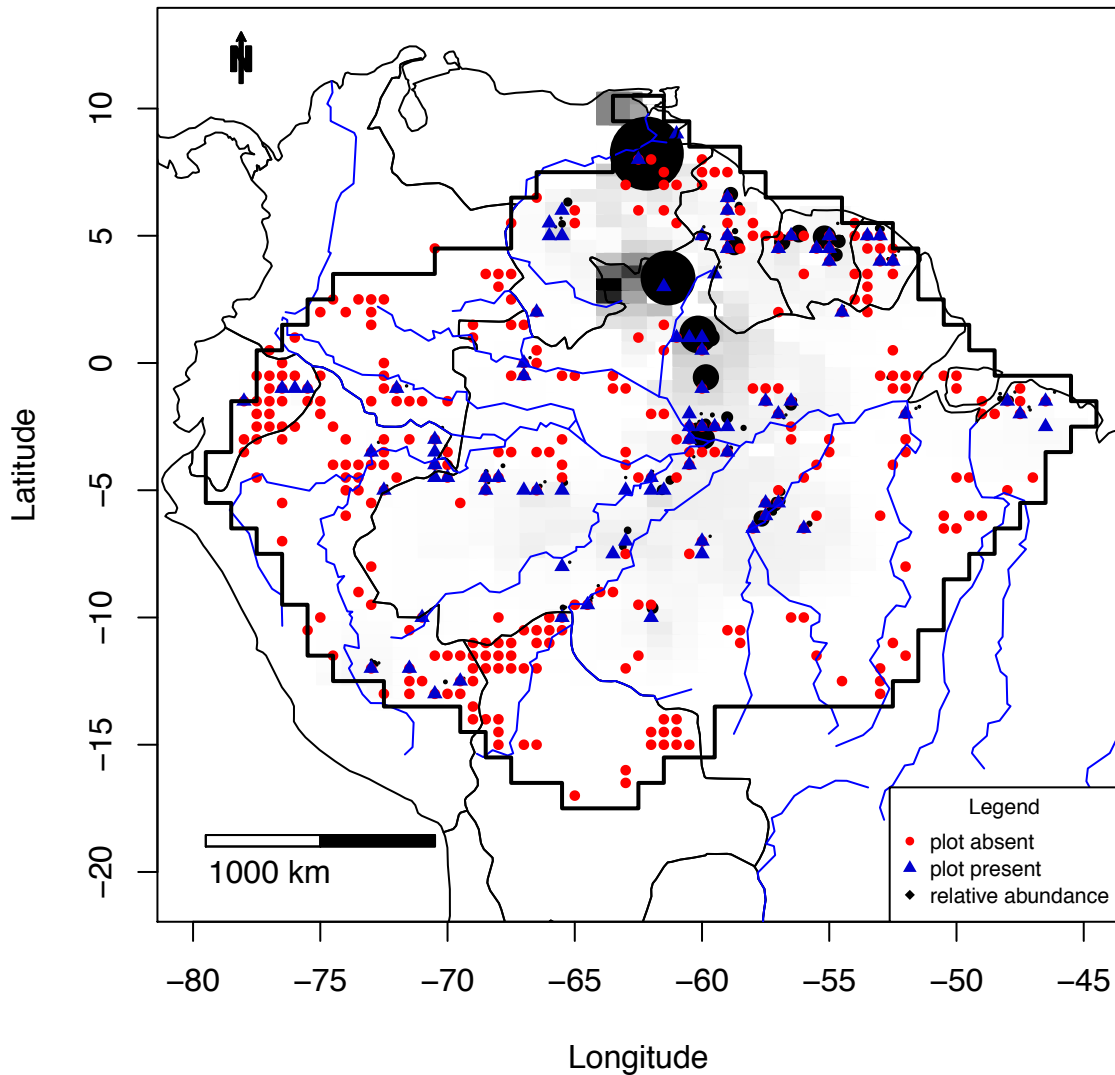 N
10
5
0
−5
−10
−15
−20
Latitude
1000 km
Legend
plot absent
plot present
relative abundance
−80 −75 −70 −65 −60 −55 −50 −45
Longitude